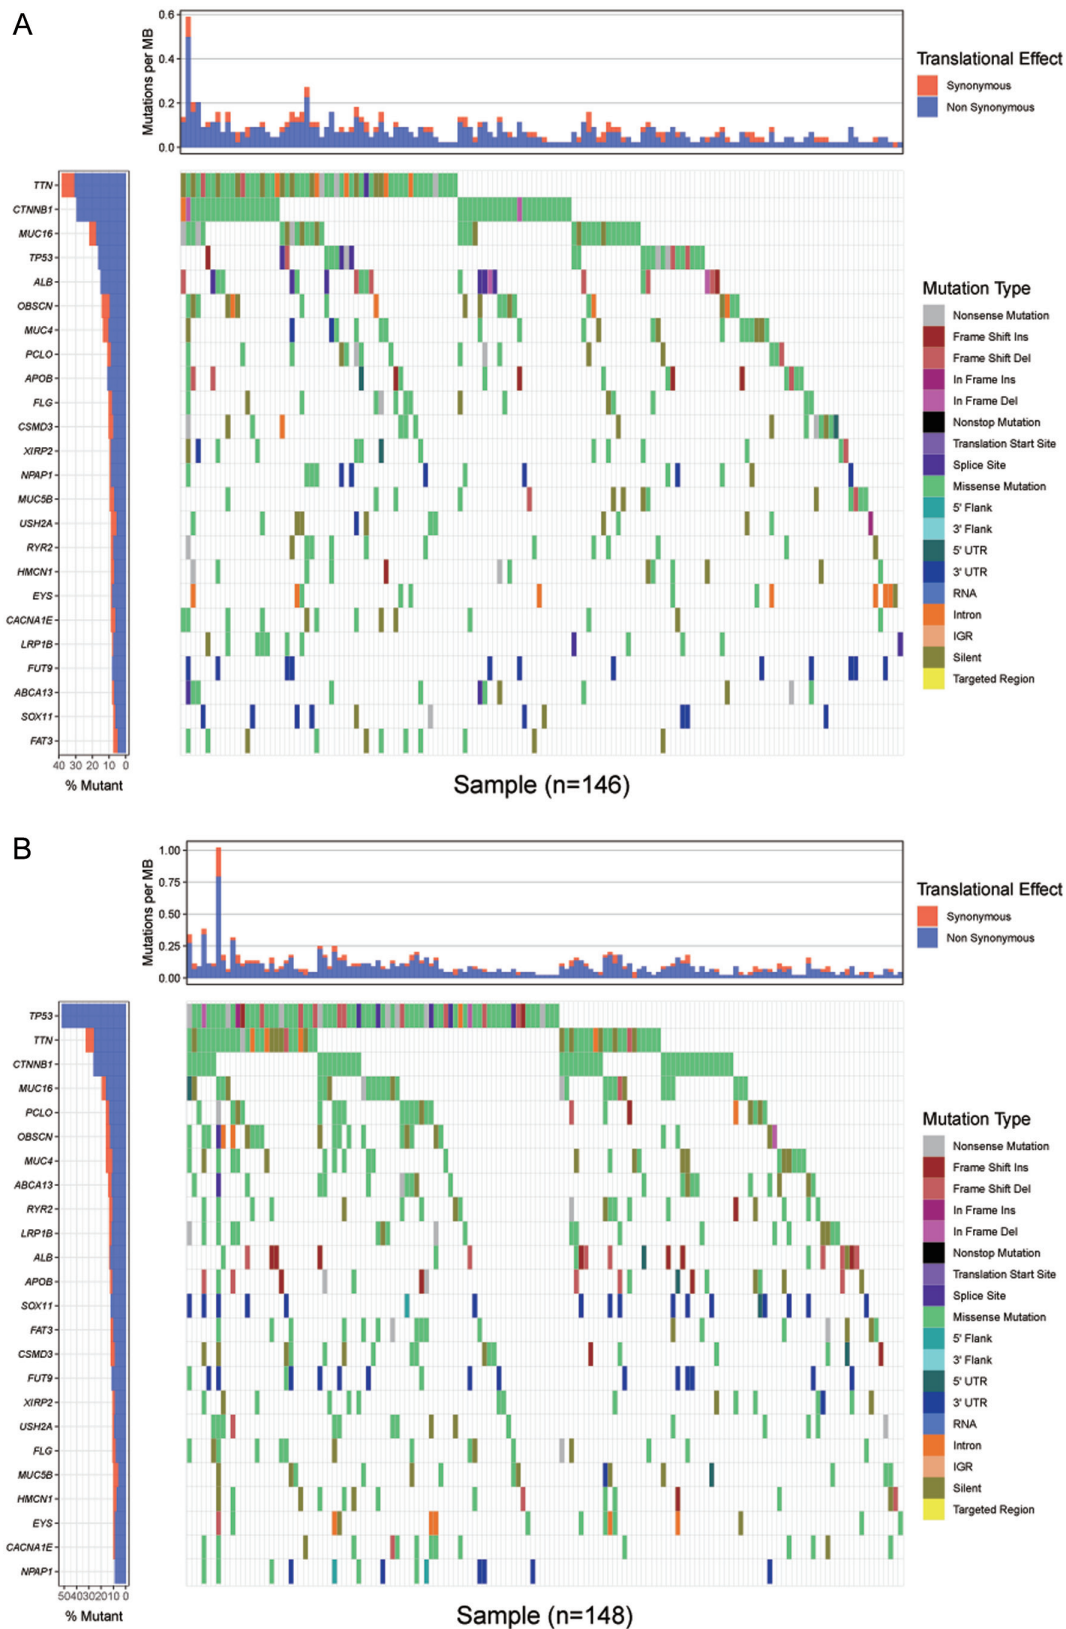 A
Mutations per MB
0.6
0.4
0.2
0.0
Translational Effect
Synonymous
Non Synonymous
TTN
CTNNB1
MUC16
TP53
ALB
OBSCN
MUC4
PCLO
APOB
FLG
CSMD3
XIRP2
NPAP1
MUC5B
USH2A
RYR2
HMCN1
EYS
CACNA1E
LRP1B
FUT9
ABCA13
SOX11
FAT3
40 30 20 10 0
% Mutant
Sample (n=146)
Mutation Type
Nonsense Mutation
Frame Shift Ins
Frame Shift Del
In Frame Ins
In Frame Del
Nonstop Mutation
Translation Start Site
Splice Site
Missense Mutation
5' Flank
3' Flank
5' UTR
3' UTR
RNA
Intron
IGR
Silent
Targeted Region
B
Mutations per MB
1.00
0.75
0.50
0.25
0.00
Translational Effect
Synonymous
Non Synonymous
TP53
TTN
CTNNB1
MUC16
PCLO
OBSCN
MUC4
ABCA13
RYR2
LRP1B
ALB
APOB
SOX11
FAT3
CSMD3
FUT9
XIRP2
USH2A
FLG
MUC5B
HMCN1
EYS
CACNA1E
NPAP1
50 40 30 20 10 0
% Mutant
Sample (n=148)
Mutation Type
Nonsense Mutation
Frame Shift Ins
Frame Shift Del
In Frame Ins
In Frame Del
Nonstop Mutation
Translation Start Site
Splice Site
Missense Mutation
5' Flank
3' Flank
5' UTR
3' UTR
RNA
Intron
IGR
Silent
Targeted Region